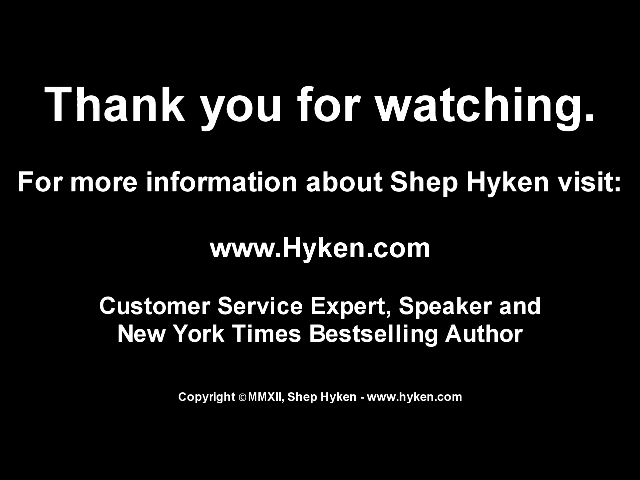 Thank you for watching.
For more information about Shep Hyken visit:
www.Hyken.com
Customer Service Expert, Speaker and
New York Times Bestselling Author
Copyright ©MMXII, Shep Hyken - www.hyken.com